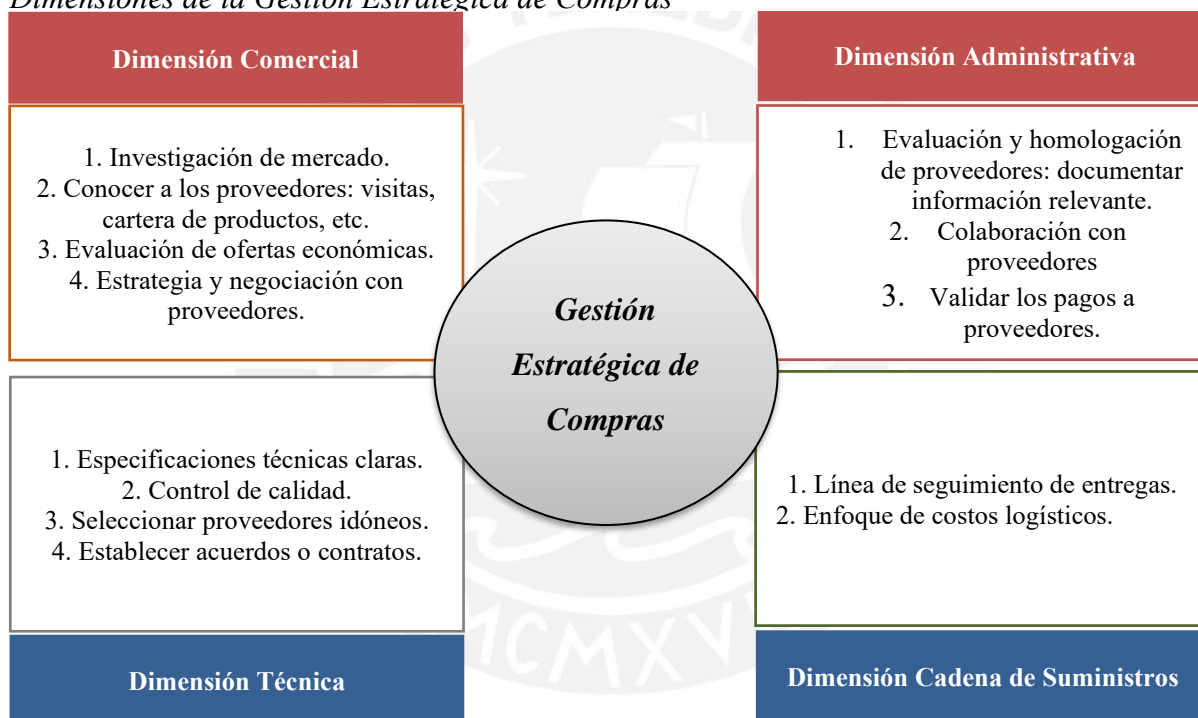 Dimensiones de la Gestión Estratégica de Compras
Dimensión Comercial
1. Investigación de mercado.
2. Conocer a los proveedores: visitas,
cartera de productos, etc.
3. Evaluación de ofertas económicas.
4. Estrategia y negociación con
proveedores.
Dimensión Administrativa
1. Evaluación y homologación
de proveedores: documentar
información relevante.
2. Colaboración con
proveedores
3. Validar los pagos a
proveedores.
Gestión
Estratégica de
Compras
1. Especificaciones técnicas claras.
2. Control de calidad.
3. Seleccionar proveedores idóneos.
4. Establecer acuerdos o contratos.
Dimensión Técnica
1. Línea de seguimiento de entregas.
2. Enfoque de costos logísticos.
Dimensión Cadena de Suministros
MCMXV